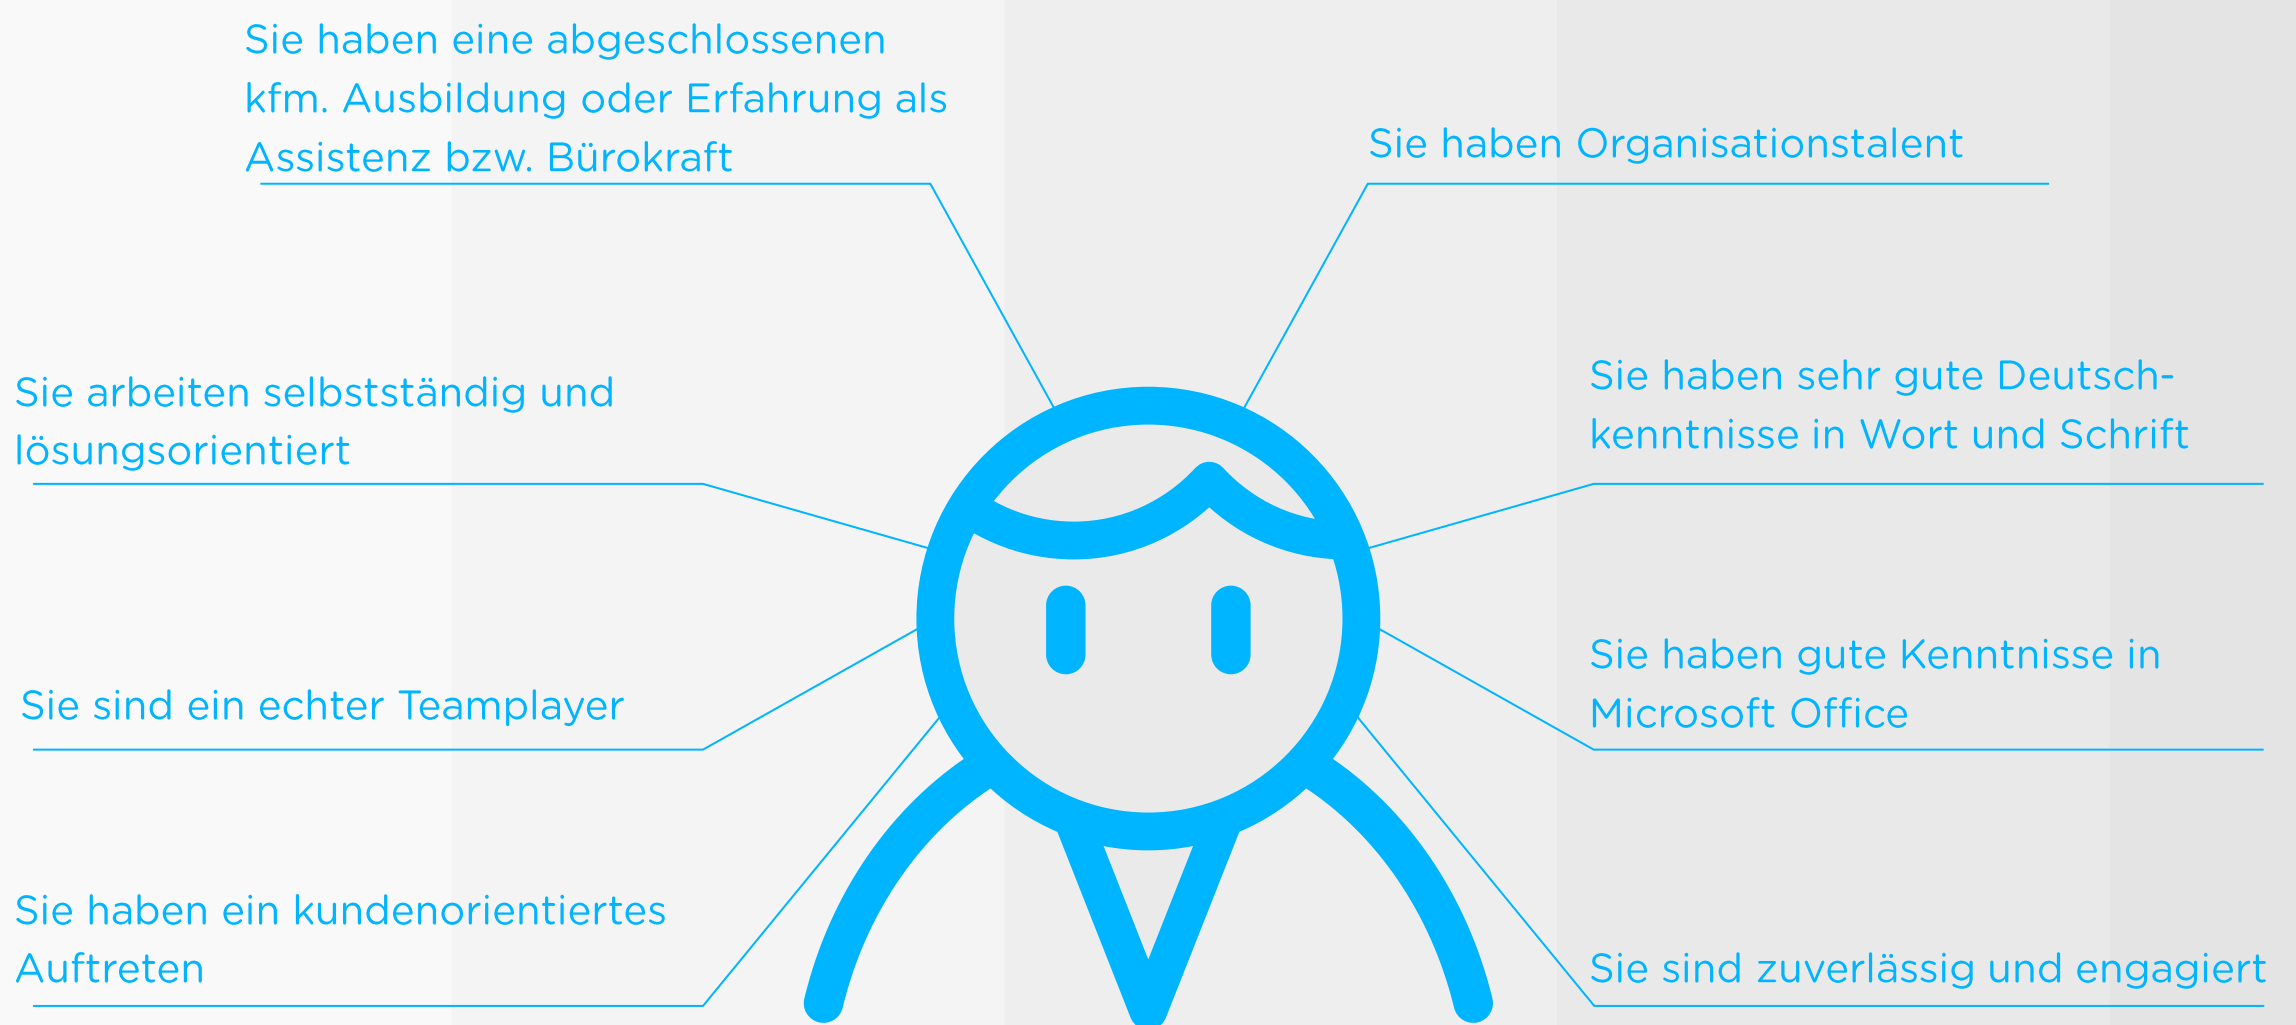 Sie haben eine abgeschlossenen
kfm. Ausbildung oder Erfahrung als
Assistenz bzw. Bürokraft
Sie haben Organisationstalent
Sie arbeiten selbstständig und
lösungsorientiert
Sie haben sehr gute Deutsch-
kenntnisse in Wort und Schrift
Sie sind ein echter Teamplayer
Sie haben gute Kenntnisse in
Microsoft Office
Sie haben ein kundenorientiertes
Auftreten
Sie sind zuverlässig und engagiert